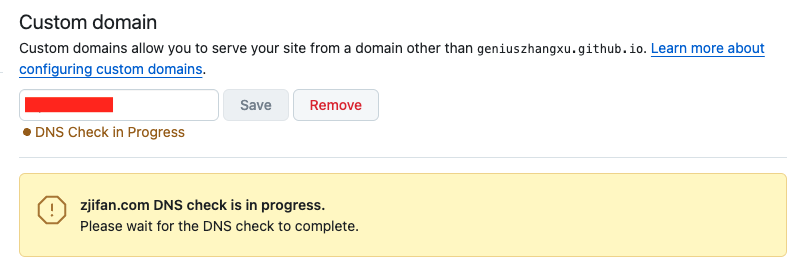 Custom domain
Custom domains allow you to serve your site from a domain other than geniuszhangxu.github.io. Learn more about
configuring custom domains.
Save Remove
DNS Check in Progress
zjifan.com DNS check is in progress.
Please wait for the DNS check to complete.